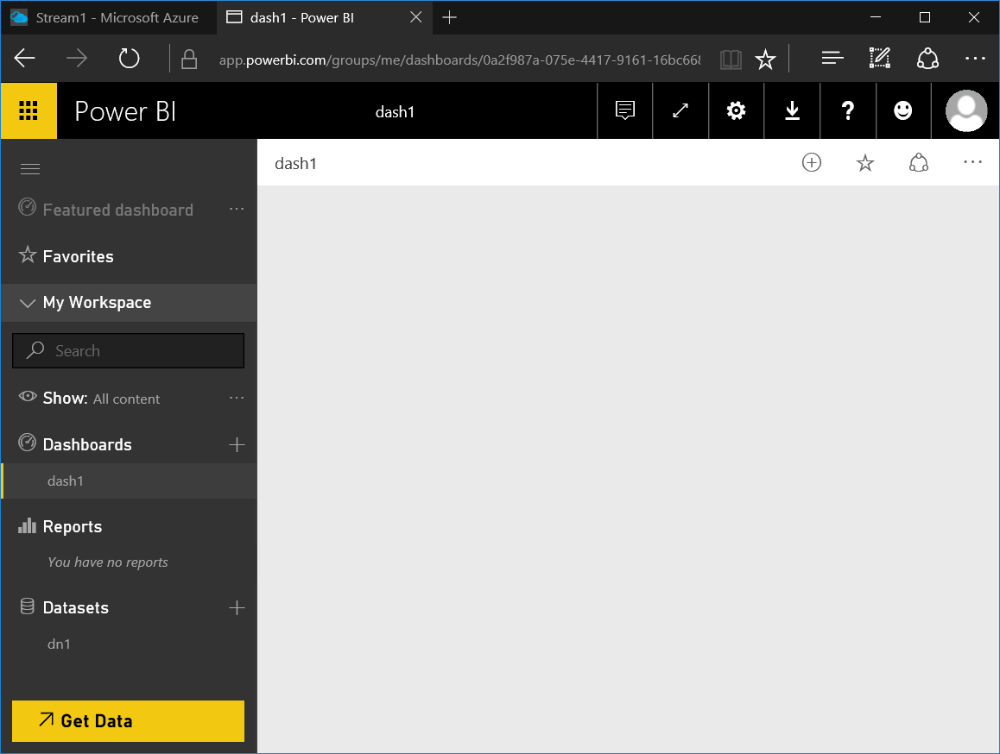 Stream1 - Microsoft Azure
dash1 - Power BI
app.powerbi.com/groups/me/dashboards/0a2f987a-075e-4417-9161-16bc668
Power BI
dash1
?
dash1
Featured dashboard
Favorites
My Workspace
Search
Show: All content
Dashboards
dash1
Reports
You have no reports
Datasets
dn1
Get Data